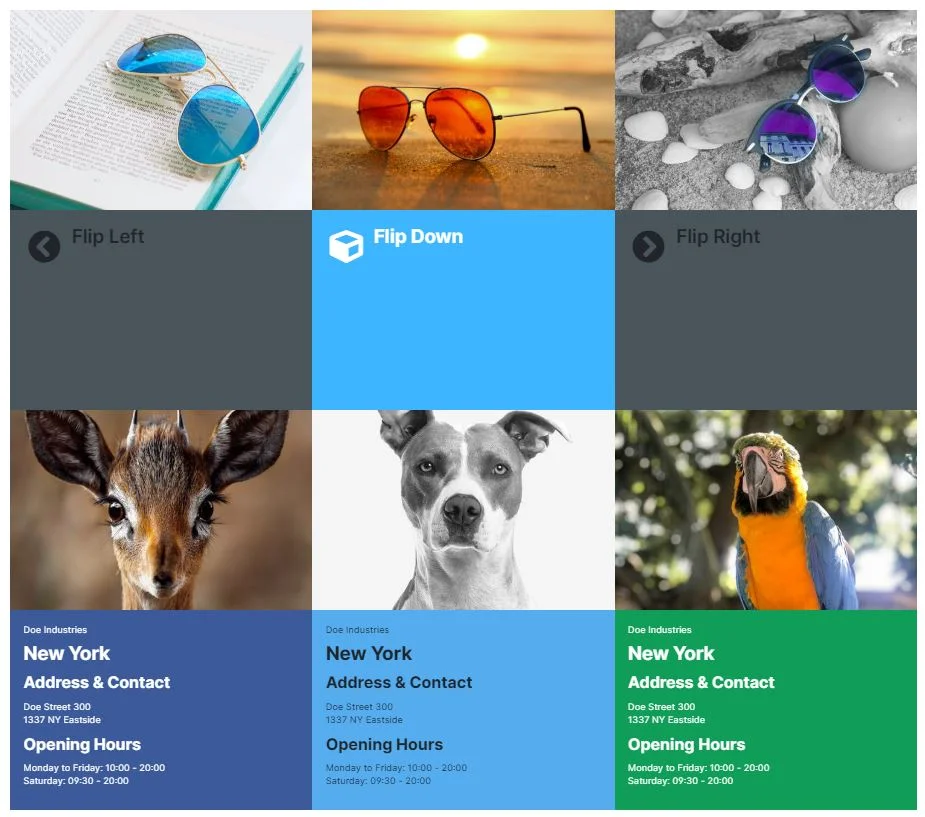 Flip Left
Flip Down
Flip Right
Doe Industries
New York
Address & Contact
Doe Street 300
1337 NY Eastside
Opening Hours
Monday to Friday: 10:00 - 20:00
Saturday: 09:30 - 20:00
Doe Industries
New York
Address & Contact
Doe Street 300
1337 NY Eastside
Opening Hours
Monday to Friday: 10:00 - 20:00
Saturday: 09:30 - 20:00
Doe Industries
New York
Address & Contact
Doe Street 300
1337 NY Eastside
Opening Hours
Monday to Friday: 10:00 - 20:00
Saturday: 09:30 - 20:00